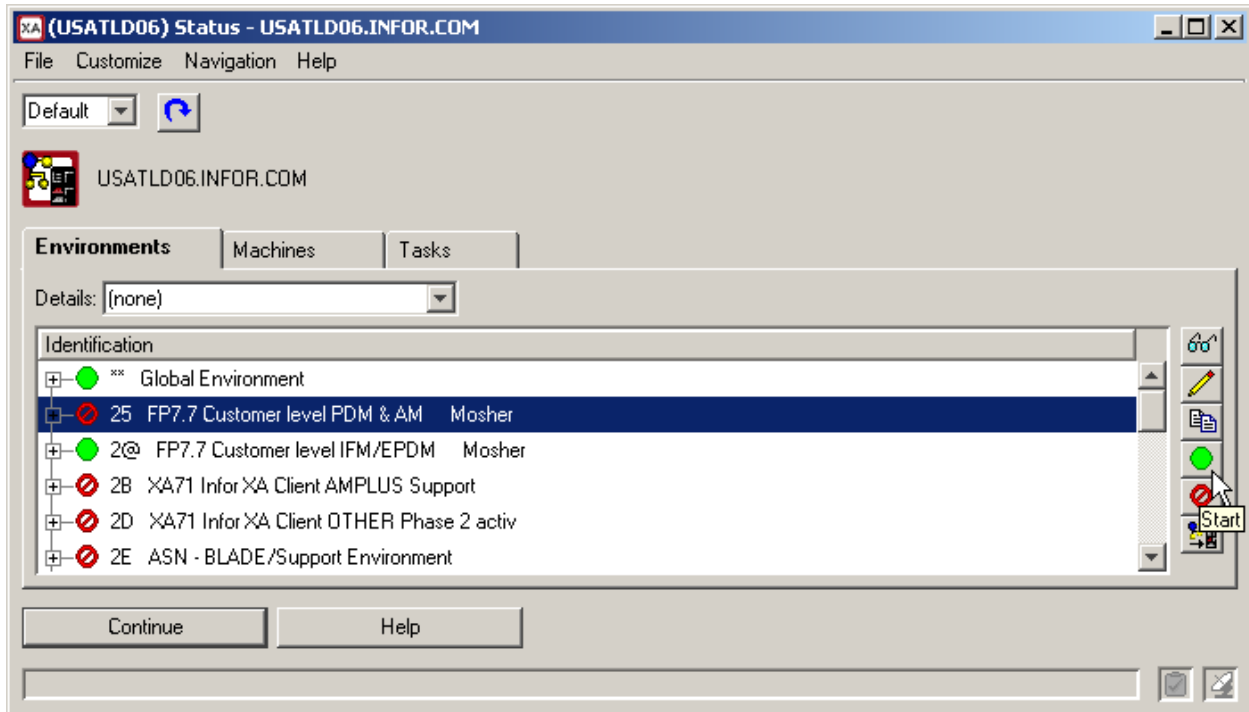 XA (USATLD06) Status - USATLD06.INFOR.COM
File Customize Navigation Help
Default
USATLD06.INFOR.COM
Environments Machines Tasks
Details: (none)
Identification
** Global Environment
25 FP7.7 Customer level PDM & AM Mosher
2@ FP7.7 Customer level IFM/EPDM Mosher
2B XA71 Infor XA Client AMPLUS Support
2D XA71 Infor XA Client OTHER Phase 2 activ
Start
2E ASN - BLADE/Support Environment
Continue Help